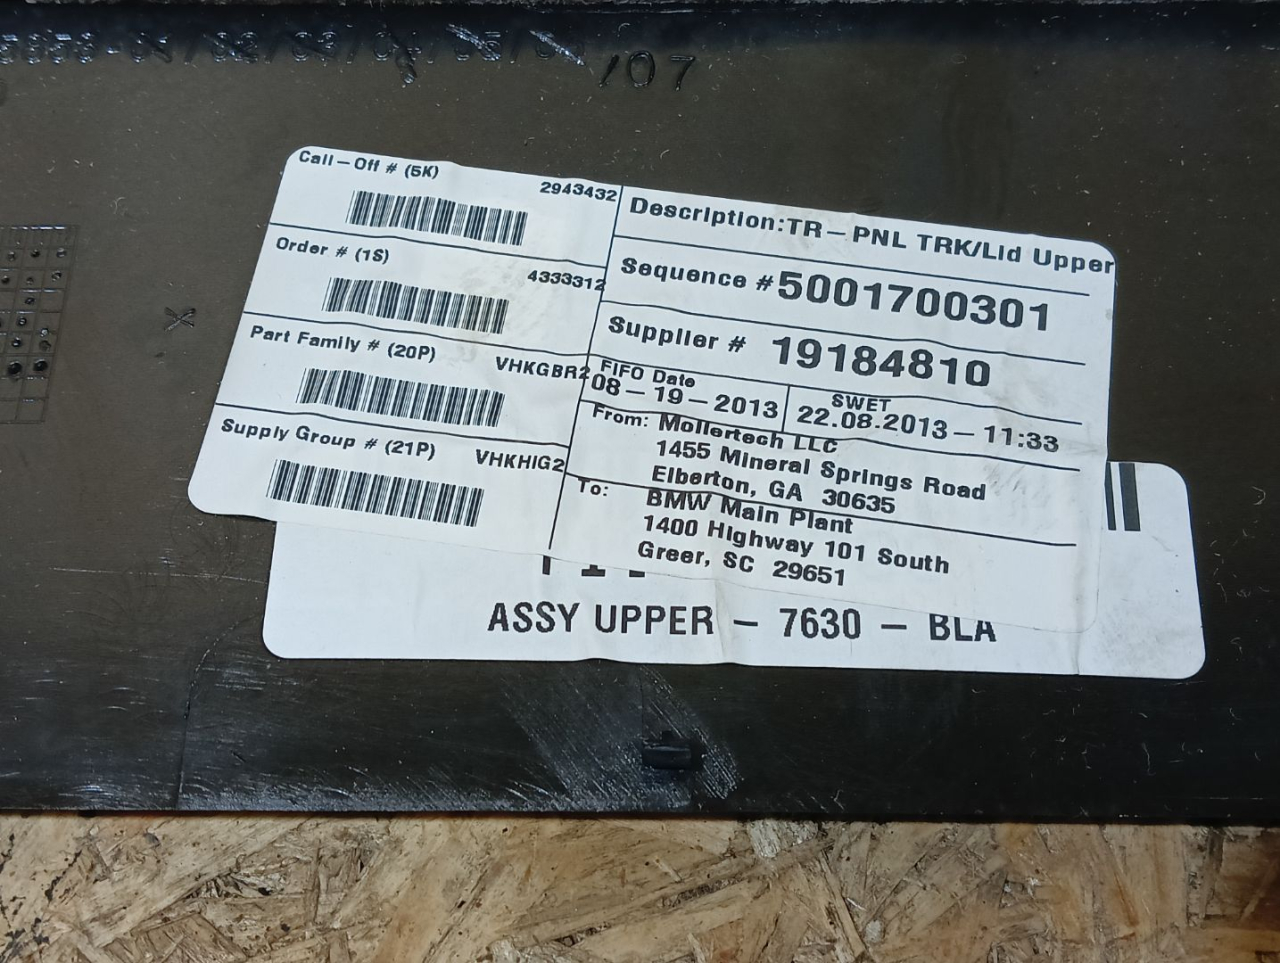 /07
Call-Off # (5K)
2943432
Order # (1S)
4333312
Part Family # (20P)
VHKGBR2
Supply Group # (21P)
VHKHIG2
Description:TR-PNL TRK/Lid Upper
Sequence # 5001700301
Supplier # 19184810
FIFO Date
08-19-2013
SWET
22.08.2013-11:33
From: Mollertech LLC
1455 Mineral Springs Road
Elberton, GA 30635
To: BMW Main Plant
1400 Highway 101 South
Greer, SC 29651
ASSY UPPER - 7630 - BLA